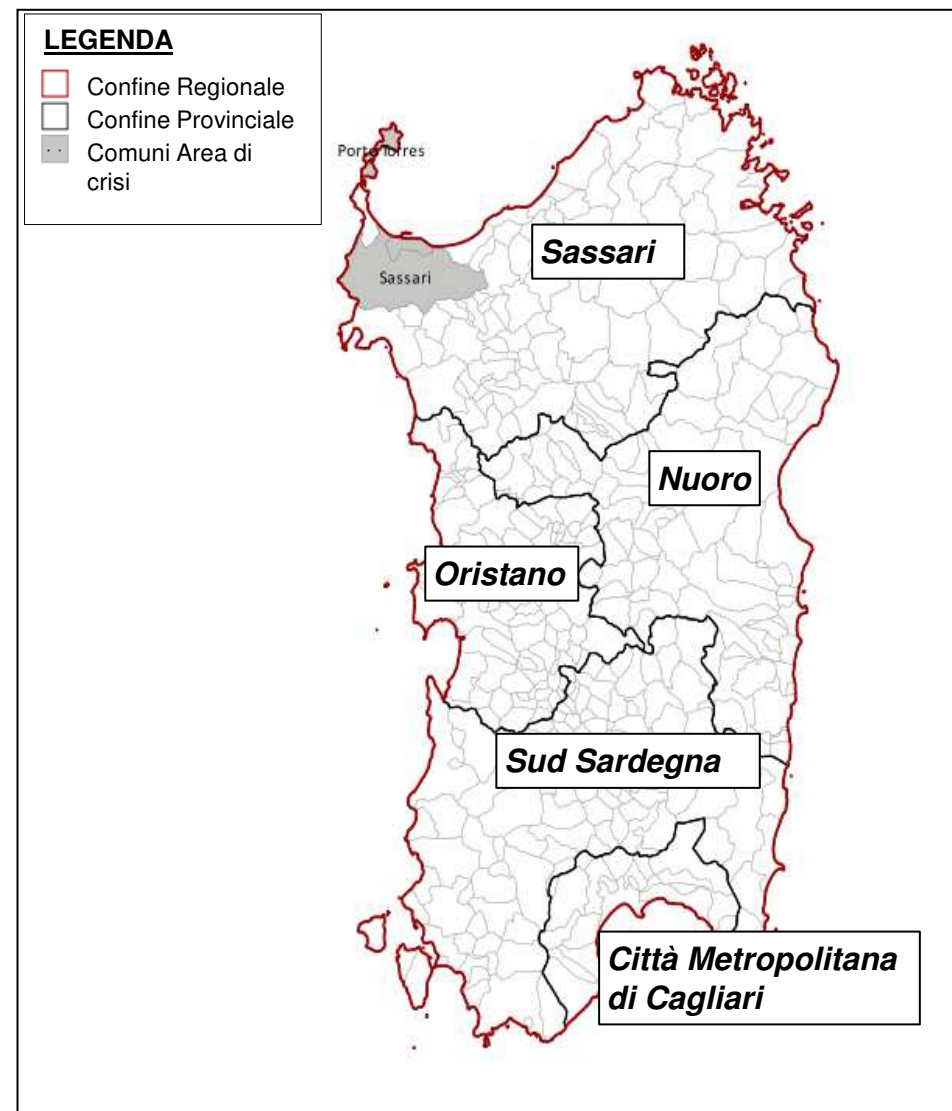 LEGENDA
Confine Regionale
Confine Provinciale
Comuni Area di
crisi
Porto Torres
Sassari
Sassari
Nuoro
Oristano
Sud Sardegna
Città Metropolitana
di Cagliari